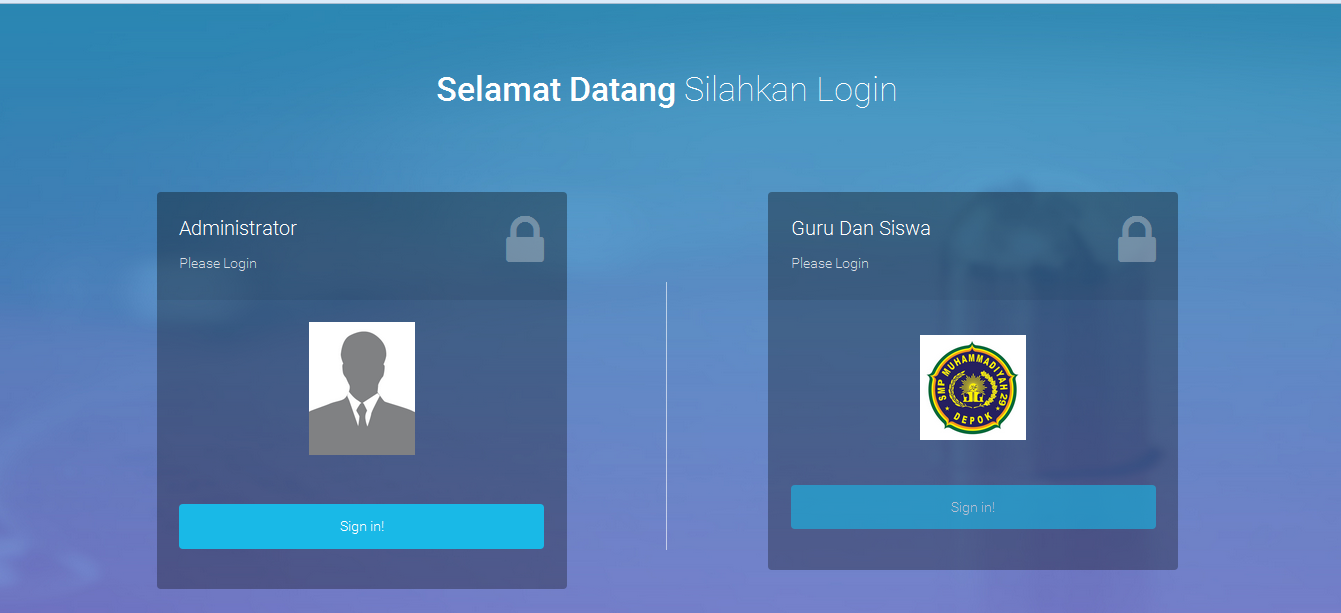 Selamat Datang Silahkan Login
Administrator
Please Login
Sign in!
Guru Dan Siswa
Please Login
SMP MUHAMMADIYAH 29
DEPOK
Sign in!